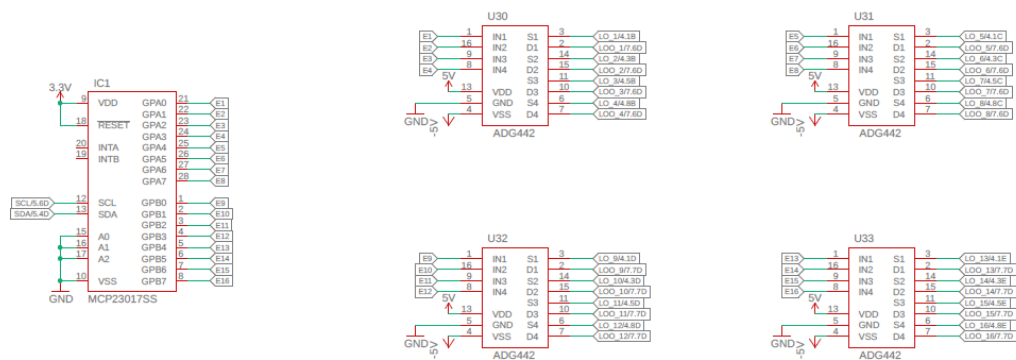 IC1
3.3V
9 VDD GPA0 21 E1
GPA1 22 E2
18 RESET GPA2 23 E3
GPA3 24 E4
20 INTA GPA4 25 E5
19 INTB GPA5 26 E6
GPA6 27 E7
GPA7 28 E8
SCL/5.6D 12 SCL GPB0 1 E9
SDA/5.4D 13 SDA GPB1 2 E10
GPB2 3 E11
15 A0 GPB3 4 E12
16 A1 GPB4 5 E13
17 A2 GPB5 6 E14
GPB6 7 E15
10 VSS GPB7 8 E16
GND
MCP23017SS
U30
E1 1 IN1 S1 3 LO_1/4.1B
E2 16 IN2 D1 2 LOO_1/7.6D
E3 9 IN3 S2 14 LO_2/4.3B
E4 8 IN4 D2 15 LOO_2/7.6D
5V S3 11 LO_3/4.5B
13 VDD D3 10 LOO_3/7.6D
5 GND S4 6 LO_4/4.8B
4 VSS D4 7 LOO_4/7.6D
GND
-5V
ADG442
U31
E5 1 IN1 S1 3 LO_5/4.1C
E6 16 IN2 D1 2 LOO_5/7.6D
E7 9 IN3 S2 14 LO_6/4.3C
E8 8 IN4 D2 15 LOO_6/7.6D
5V S3 11 LO_7/4.5C
13 VDD D3 10 LOO_7/7.6D
5 GND S4 6 LO_8/4.8C
4 VSS D4 7 LOO_8/7.6D
GND
-5V
ADG442
U32
E9 1 IN1 S1 3 LO_9/4.1D
E10 16 IN2 D1 2 LOO_9/7.7D
E11 9 IN3 S2 14 LO_10/4.3D
E12 8 IN4 D2 15 LOO_10/7.7D
5V S3 11 LO_11/4.5D
13 VDD D3 10 LOO_11/7.7D
5 GND S4 6 LO_12/4.8D
4 VSS D4 7 LOO_12/7.7D
GND
-5V
ADG442
U33
E13 1 IN1 S1 3 LO_13/4.1E
E14 16 IN2 D1 2 LOO_13/7.7D
E15 9 IN3 S2 14 LO_14/4.3E
E16 8 IN4 D2 15 LOO_14/7.7D
5V S3 11 LO_15/4.5E
13 VDD D3 10 LOO_15/7.7D
5 GND S4 6 LO_16/4.8E
4 VSS D4 7 LOO_16/7.7D
GND
-5V
ADG442